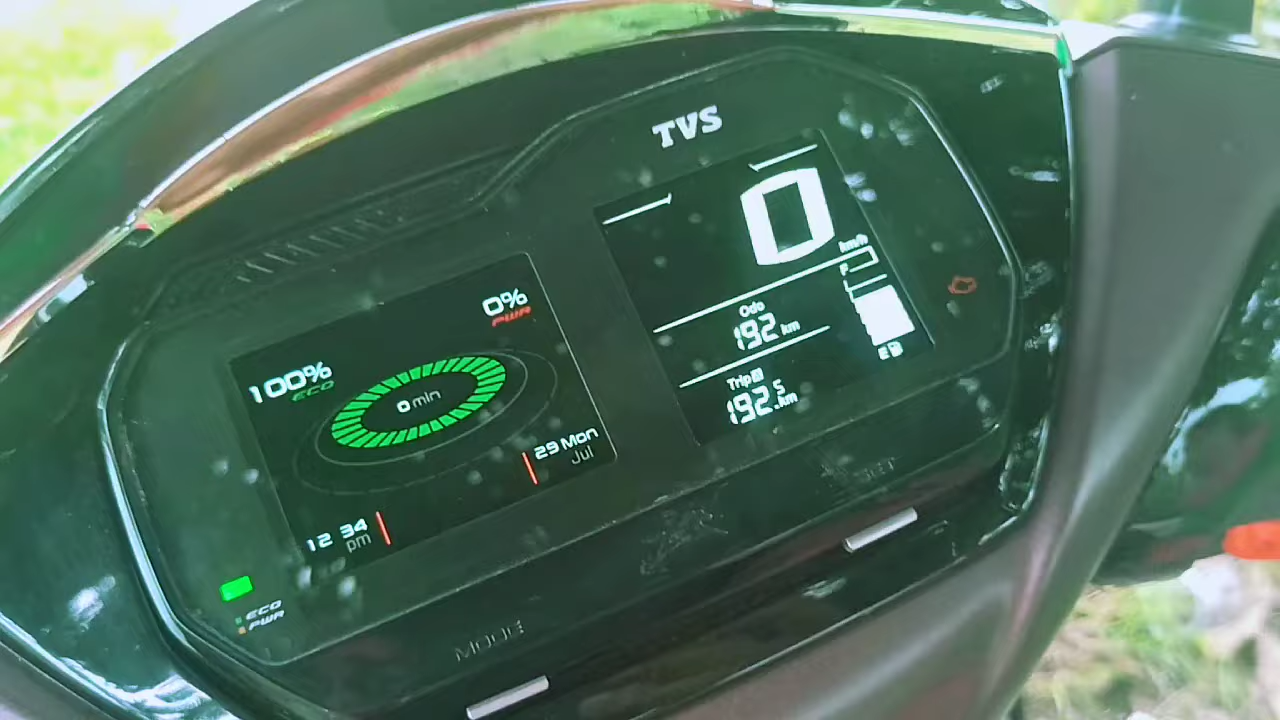 TVS
0
km/h
F
Odo
192 km
Trip
192.5 km
E
0%
PWR
100%
ECO
0 min
29 Mon
Jul
12 34
pm
ECO
PWR
MODE